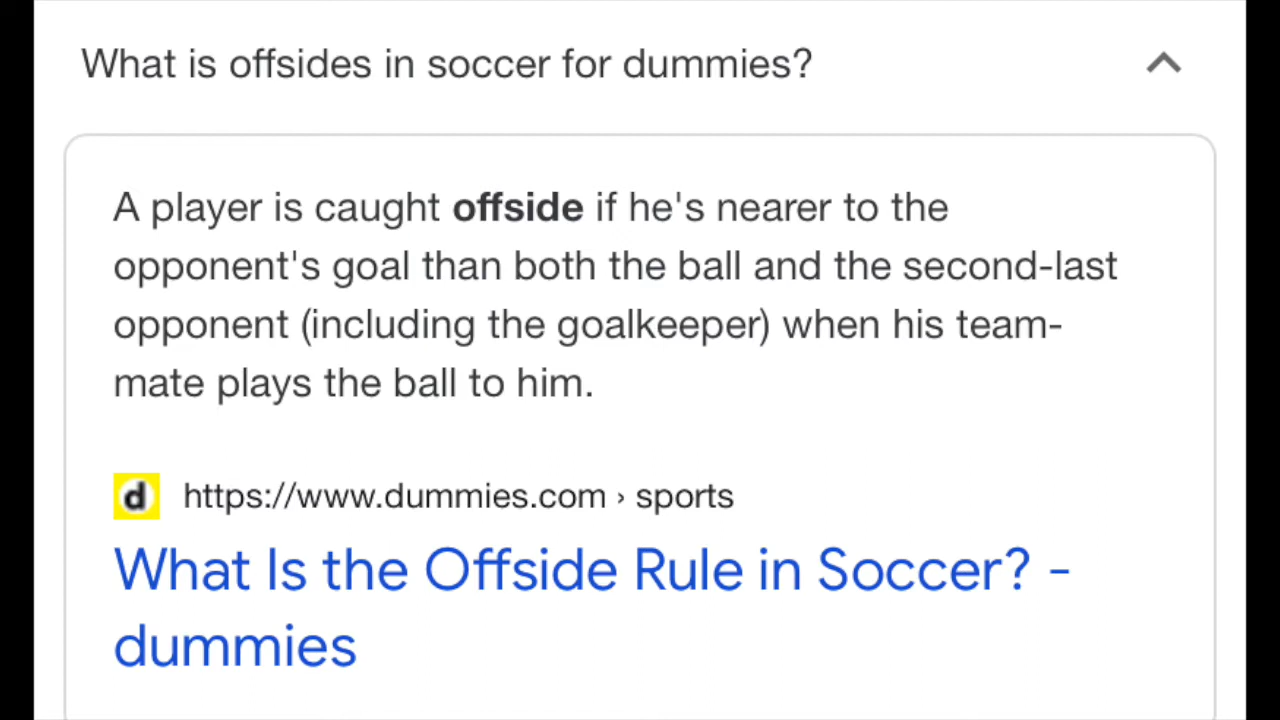 What is offsides in soccer for dummies?
A player is caught offside if he's nearer to the
opponent's goal than both the ball and the second-last
opponent (including the goalkeeper) when his team-
mate plays the ball to him.
d
https://www.dummies.com › sports
What Is the Offside Rule in Soccer? -
dummies